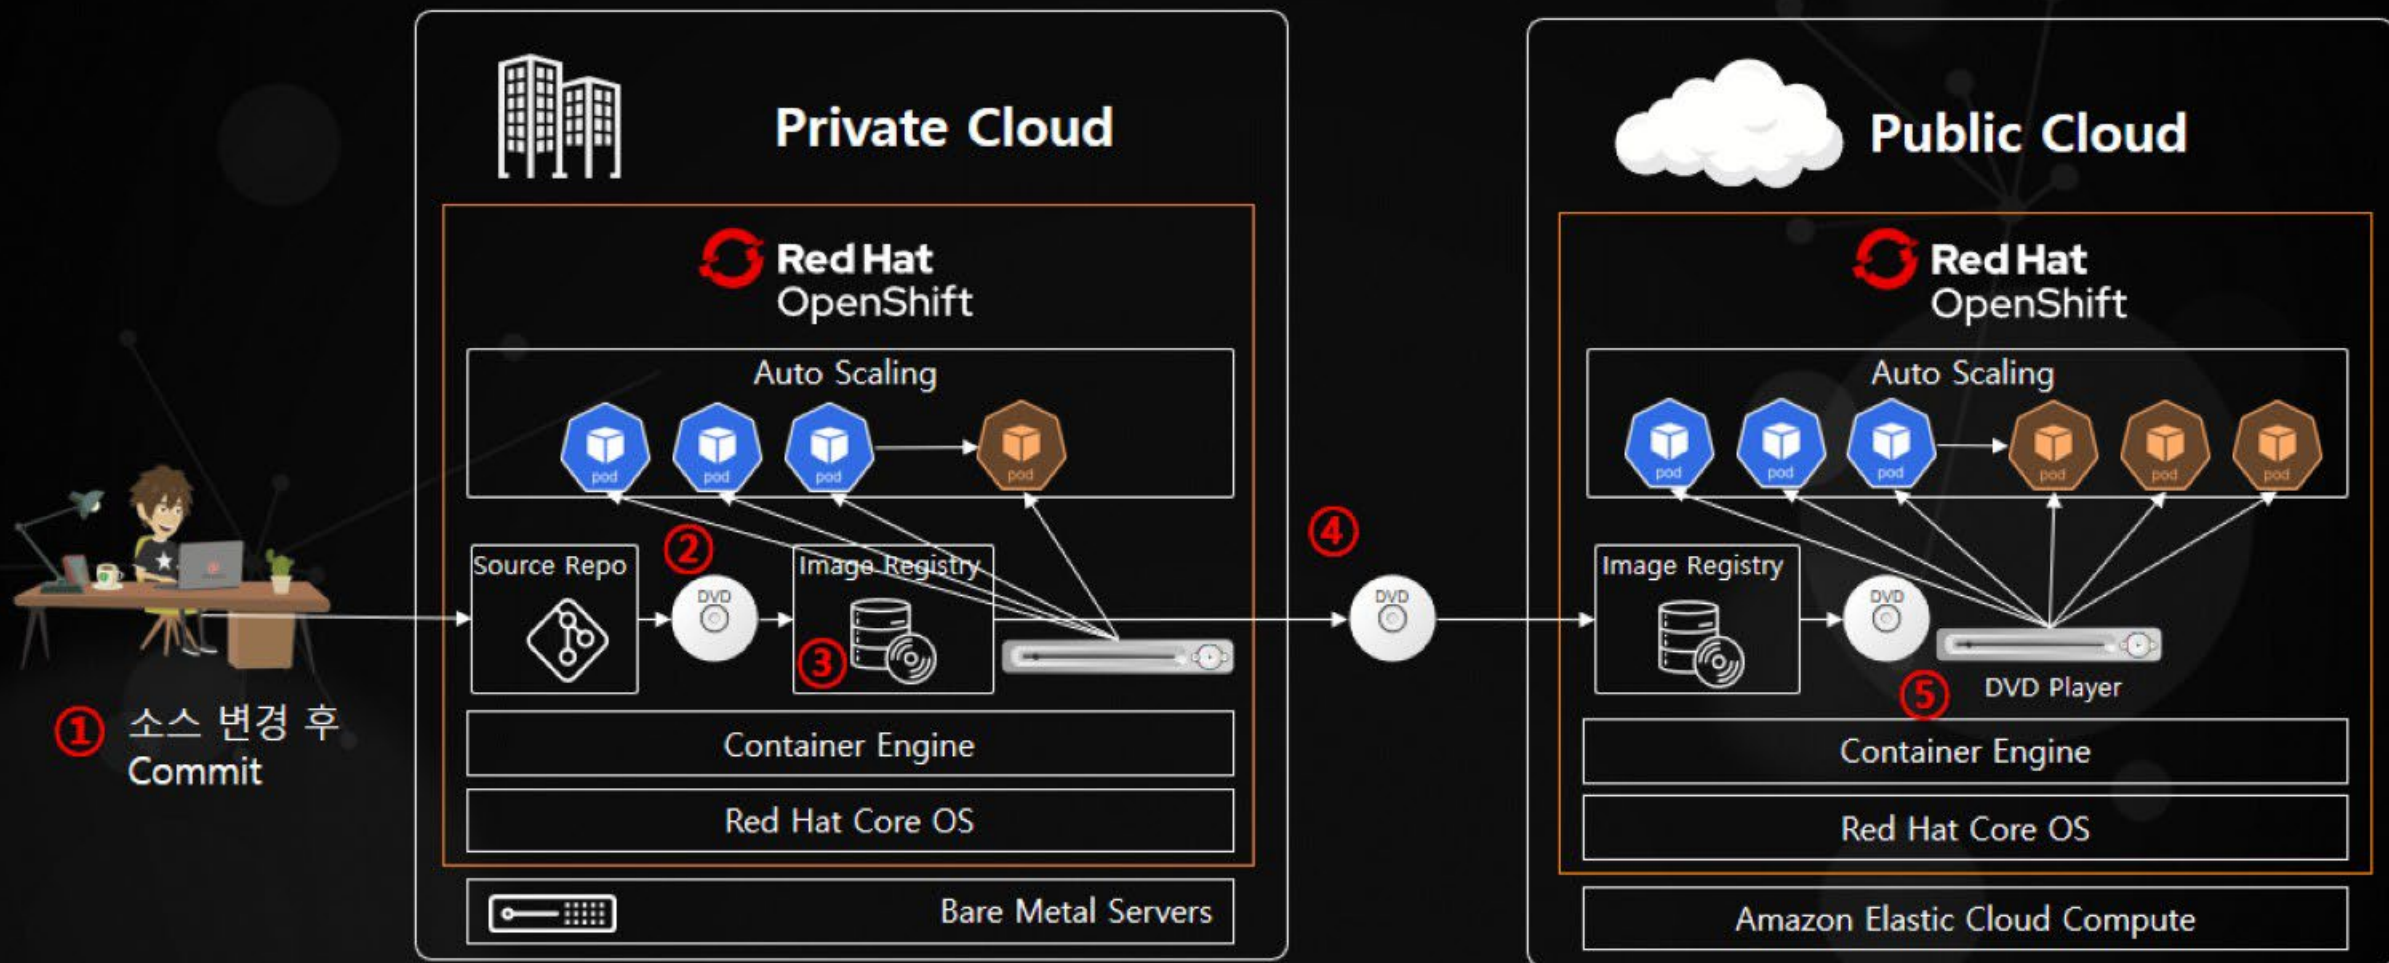 Private Cloud
Red Hat
OpenShift
Auto Scaling
pod
pod
pod
pod
Source Repo
②
DVD
Image Registry
③
① 소스 변경 후
Commit
Container Engine
Red Hat Core OS
Bare Metal Servers
④
DVD
Public Cloud
Red Hat
OpenShift
Auto Scaling
pod
pod
pod
pod
pod
pod
Image Registry
DVD
⑤
DVD Player
Container Engine
Red Hat Core OS
Amazon Elastic Cloud Compute